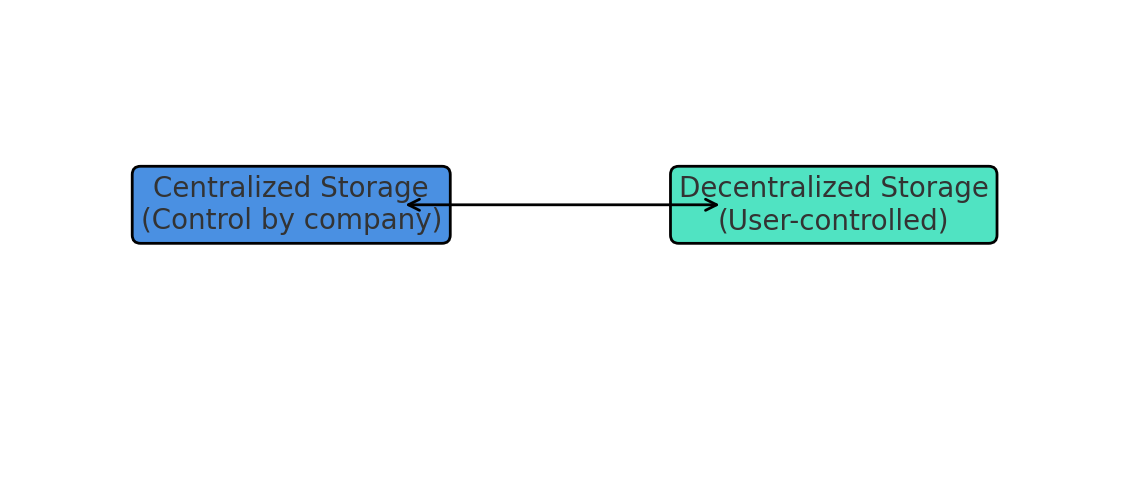 Centralized Storage
(Control by company)
Decentralized Storage
(User-controlled)